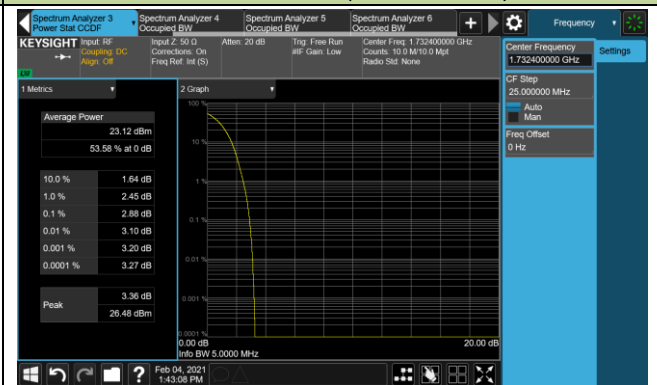 Spectrum Analyzer 3
Power Stat CCDF
Spectrum Analyzer 4
Occupied BW
Spectrum Analyzer 5
Occupied BW
Spectrum Analyzer 6
Occupied BW
Frequency
KEYSIGHT
Input: RF
Coupling: DC
Align: Off
Input Z: 50 Ω
Corrections: On
Freq Ref: Int (S)
Atten: 20 dB
Trig: Free Run
#IF Gain: Low
Center Freq: 1.732400000 GHz
Counts: 10.0 M/10.0 Mpt
Radio Std: None
Center Frequency
1.732400000 GHz
Settings
CF Step
25.000000 MHz
Auto
Man
Freq Offset
0 Hz
1 Metrics
2 Graph
Average Power
23.12 dBm
53.58 % at 0 dB
10.0 % 1.64 dB
1.0 % 2.45 dB
0.1 % 2.88 dB
0.01 % 3.10 dB
0.001 % 3.20 dB
0.0001 % 3.27 dB
Peak
3.36 dB
26.48 dBm
100 %
10 %
1 %
0.1 %
0.01 %
0.001 %
0.0001 %
0.00 dB
20.00 dB
Info BW 5.0000 MHz
Feb 04, 2021
1:43:08 PM